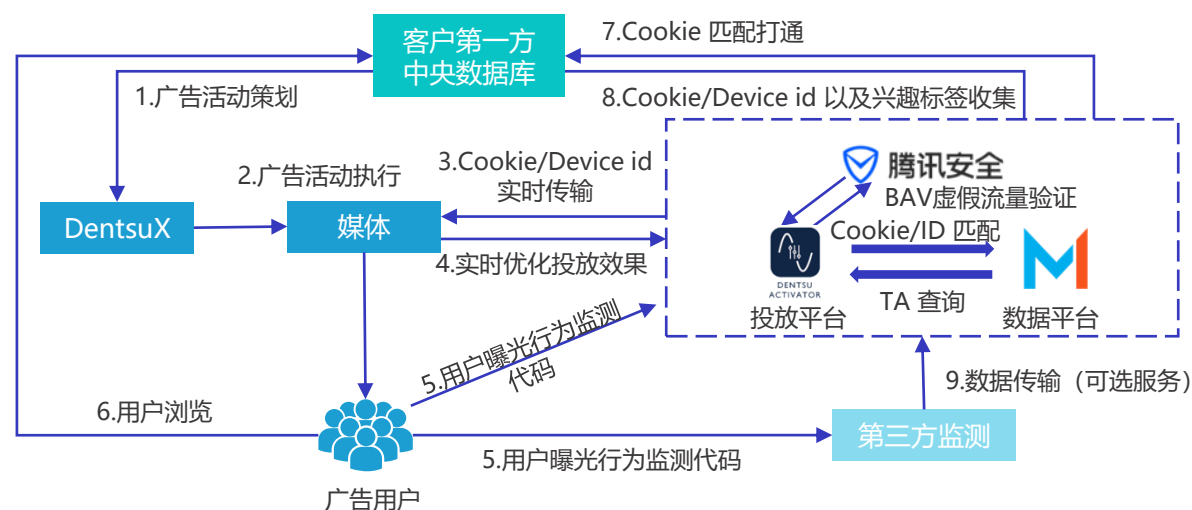 客户第一方
中央数据库
7.Cookie 匹配打通
1.广告活动策划
8.Cookie/Device id 以及兴趣标签收集
2.广告活动执行
3.Cookie/Device id
实时传输
腾讯安全
BAV虚假流量验证
DentsuX
媒体
Cookie/ID 匹配
4.实时优化投放效果
DENTSU
ACTIVATOR
TA 查询
投放平台
数据平台
5.用户曝光行为监测
代码
6.用户浏览
9.数据传输（可选服务）
第三方监测
5.用户曝光行为监测代码
广告用户